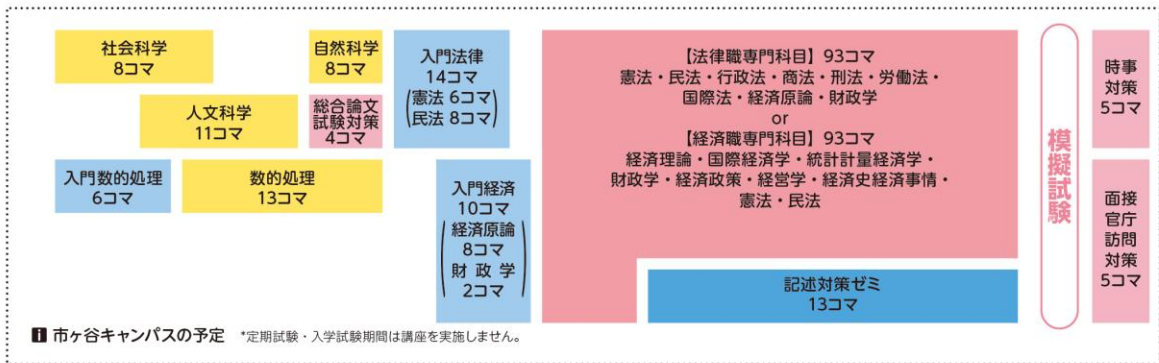 社会科学
8コマ
自然科学
8コマ
人文科学
11コマ
総合論文
試験対策
4コマ
入門数的処理
6コマ
数的処理
13コマ
入門法律
14コマ
(憲法 6コマ
民法 8コマ)
入門経済
10コマ
(経済原論
8コマ
財政学
2コマ)
【法律職専門科目】93コマ
憲法・民法・行政法・商法・刑法・労働法・
国際法・経済原論・財政学
or
【経済職専門科目】93コマ
経済理論・国際経済学・統計計量経済学・
財政学・経済政策・経営学・経済史経済事情・
憲法・民法
記述対策ゼミ
13コマ
模擬試験
時事
対策
5コマ
面接
官庁
訪問
対策
5コマ
i 市ヶ谷キャンパスの予定 *定期試験・入学試験期間は講座を実施しません。